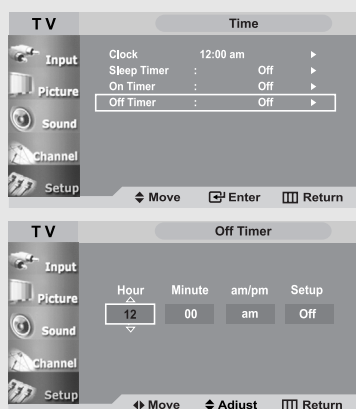 TV
Time
Input
Picture
Sound
Channel
Setup
Clock 12:00 am
Sleep Timer : Off
On Timer : Off
Off Timer : Off
Move Enter Return
TV
Off Timer
Input
Picture
Sound
Channel
Setup
Hour Minute am/pm Setup
12 00 am Off
Move Adjust Return